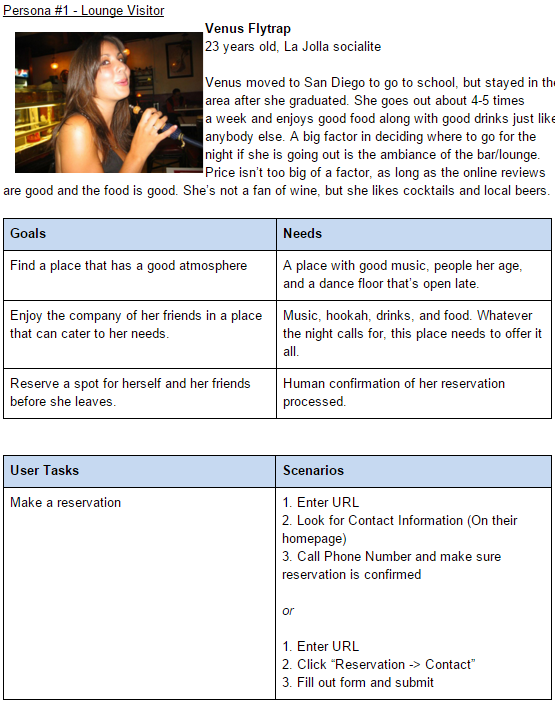 Persona #1 - Lounge Visitor
Venus Flytrap
23 years old, La Jolla socialite
Venus moved to San Diego to go to school, but stayed in the
area after she graduated. She goes out about 4-5 times
a week and enjoys good food along with good drinks just like
anybody else. A big factor in deciding where to go for the
night if she is going out is the ambiance of the bar/lounge.
Price isn't too big of a factor, as long as the online reviews
are good and the food is good. She's not a fan of wine, but she likes cocktails and local beers.
Goals
Needs
Find a place that has a good atmosphere
A place with good music, people her age,
and a dance floor that's open late.
Enjoy the company of her friends in a place
that can cater to her needs.
Music, hookah, drinks, and food. Whatever
the night calls for, this place needs to offer it
all.
Reserve a spot for herself and her friends
before she leaves.
Human confirmation of her reservation
processed.
User Tasks
Scenarios
Make a reservation
1. Enter URL
2. Look for Contact Information (On their
homepage)
3. Call Phone Number and make sure
reservation is confirmed
or
1. Enter URL
2. Click “Reservation -> Contact”
3. Fill out form and submit